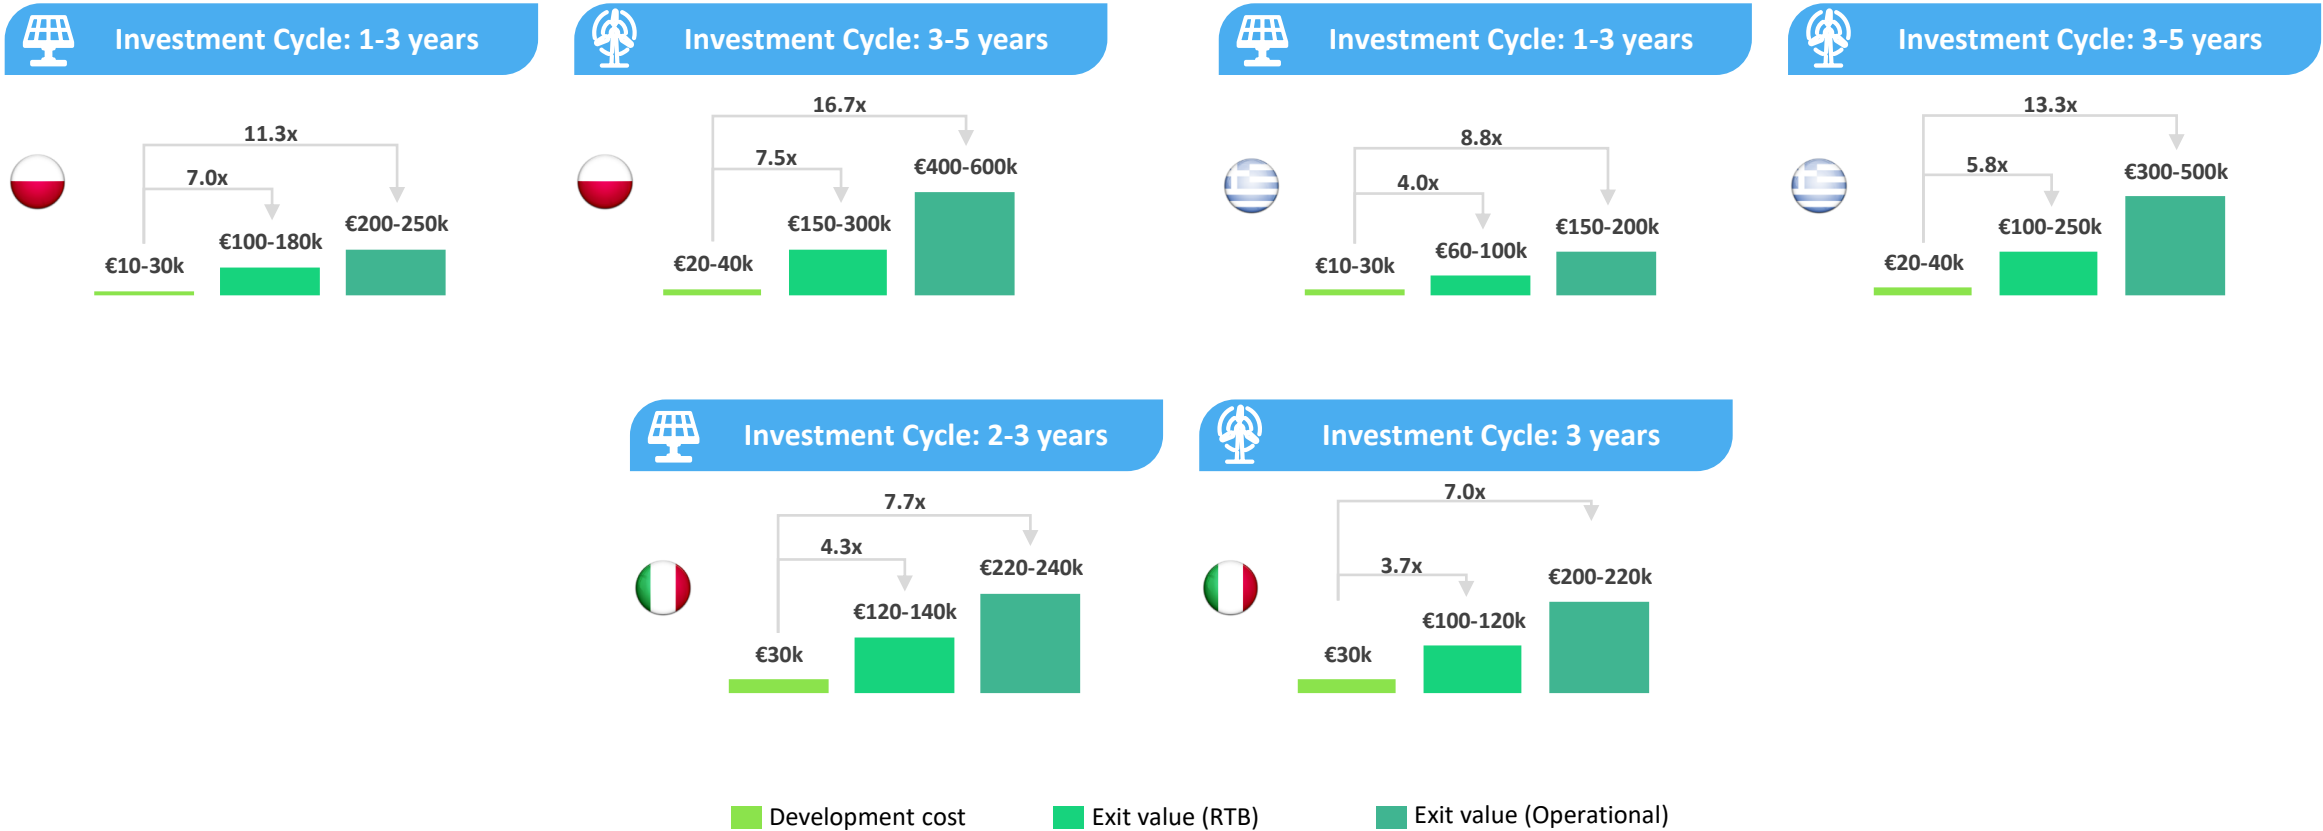 Investment Cycle: 1-3 years
11.3x
7.0x
€10-30k
€100-180k
€200-250k
Investment Cycle: 3-5 years
16.7x
7.5x
€20-40k
€150-300k
€400-600k
Investment Cycle: 1-3 years
8.8x
4.0x
€10-30k
€60-100k
€150-200k
Investment Cycle: 3-5 years
13.3x
5.8x
€20-40k
€100-250k
€300-500k
Investment Cycle: 2-3 years
7.7x
4.3x
€30k
€120-140k
€220-240k
Investment Cycle: 3 years
7.0x
3.7x
€30k
€100-120k
€200-220k
Development cost
Exit value (RTB)
Exit value (Operational)